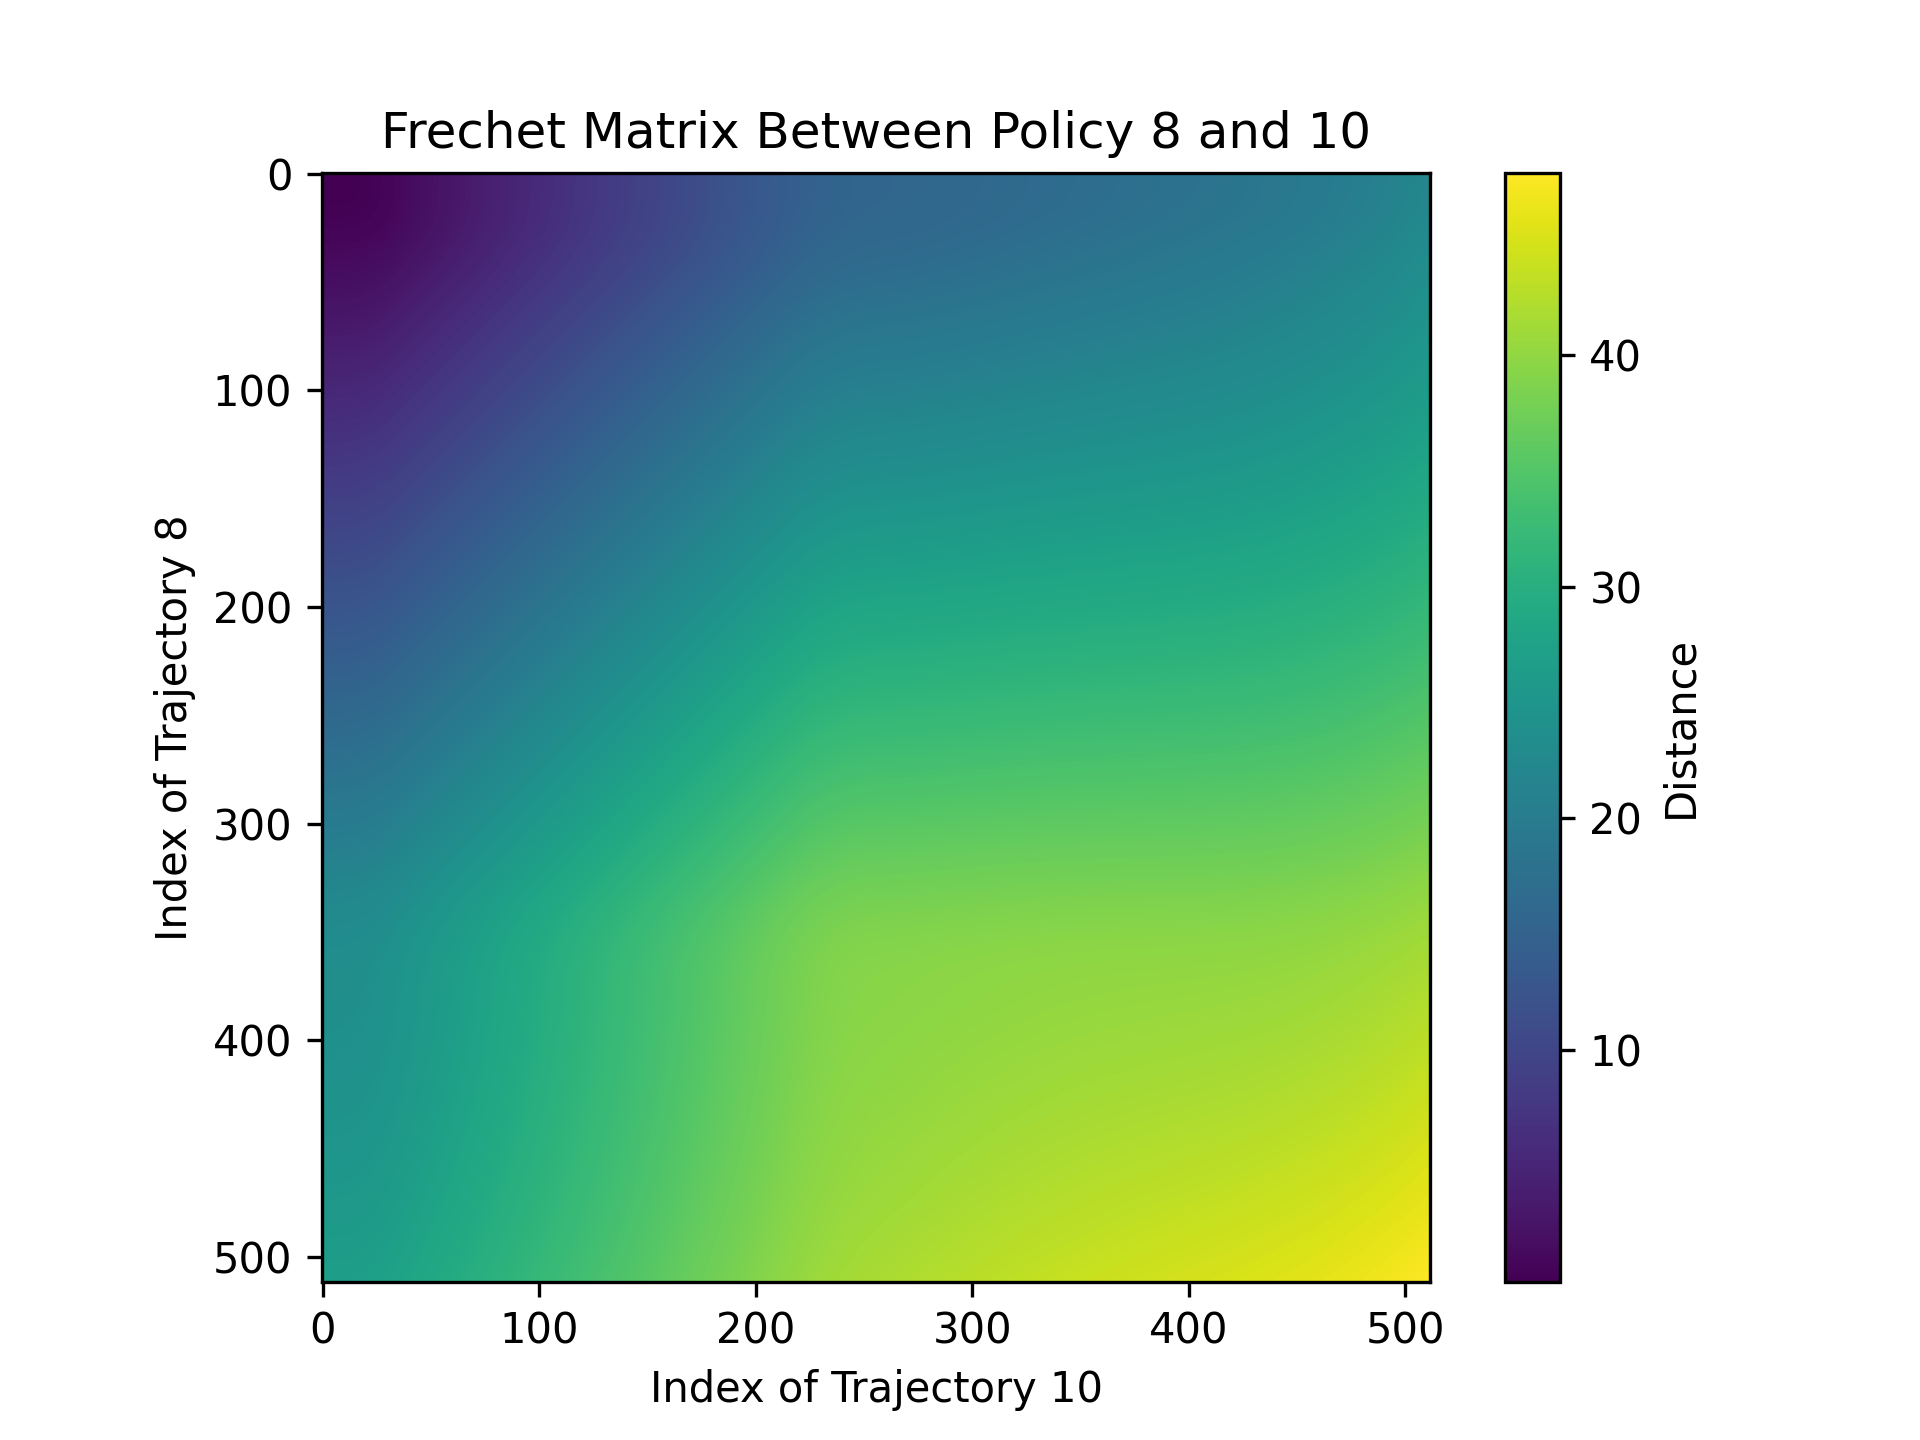 Frechet Matrix Between Policy 8 and 10
0
100
200
300
400
500
Index of Trajectory 8
0 100 200 300 400 500
Index of Trajectory 10
40
30
20
10
Distance